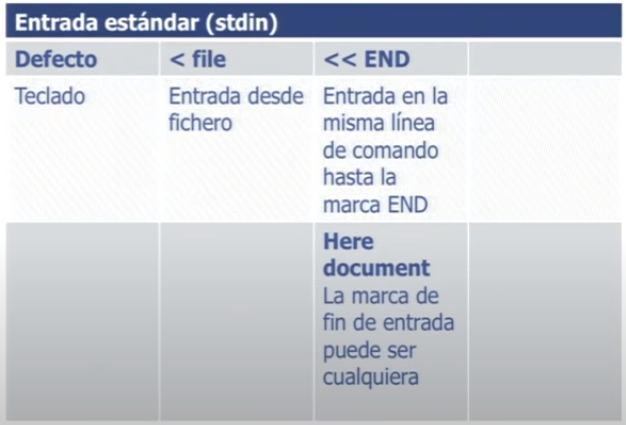 Entrada estándar (stdin)
Defecto < file << END
Teclado
Entrada desde
fichero
Entrada en la
misma línea
de comando
hasta la
marca END
Here
document
La marca de
fin de entrada
puede ser
cualquiera